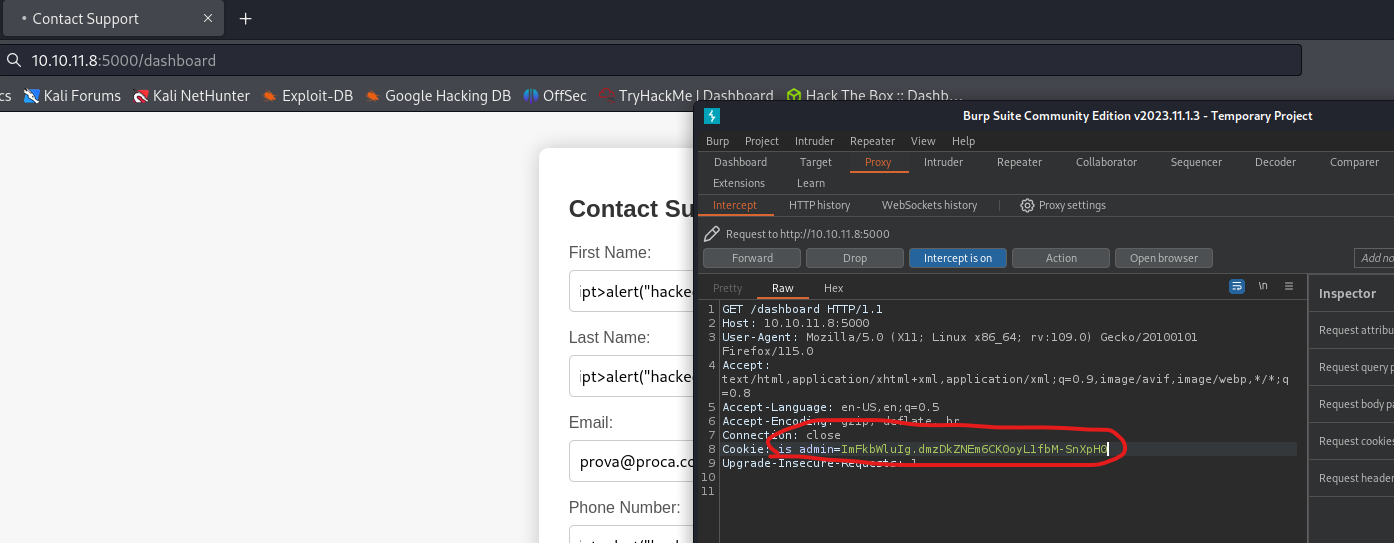 Contact Support
10.10.11.8:5000/dashboard
cs Kali Forums Kali NetHunter Exploit-DB Google Hacking DB OffSec TryHackMe | Dashboard Hack The Box :: Dashb…
Contact Su
First Name:
ipt>alert("hacke
Last Name:
ipt>alert("hacke
Email:
prova@proca.co
Phone Number:
Burp Suite Community Edition v2023.11.1.3 - Temporary Project
Burp Project Intruder Repeater View Help
Dashboard Target Proxy Intruder Repeater Collaborator Sequencer Decoder Comparer
Extensions Learn
Intercept HTTP history WebSockets history Proxy settings
Request to http://10.10.11.8:5000
Forward Drop Intercept is on Action Open browser Add no
Pretty Raw Hex \n
1 GET /dashboard HTTP/1.1
2 Host: 10.10.11.8:5000
3 User-Agent: Mozilla/5.0 (X11; Linux x86_64; rv:109.0) Gecko/20100101
Firefox/115.0
4 Accept:
text/html,application/xhtml+xml,application/xml;q=0.9,image/avif,image/webp,*/*;q
=0.8
5 Accept-Language: en-US,en;q=0.5
6 Accept-Encoding: gzip, deflate, br
7 Connection: close
8 Cookie: is_admin=ImFkbWluIg.dmzDkZNEm6CK0oyL1fbM-SnXpH0
9 Upgrade-Insecure-Requests: 1
10
11
Inspector
Request attribu
Request query p
Request body pa
Request cookies
Request header